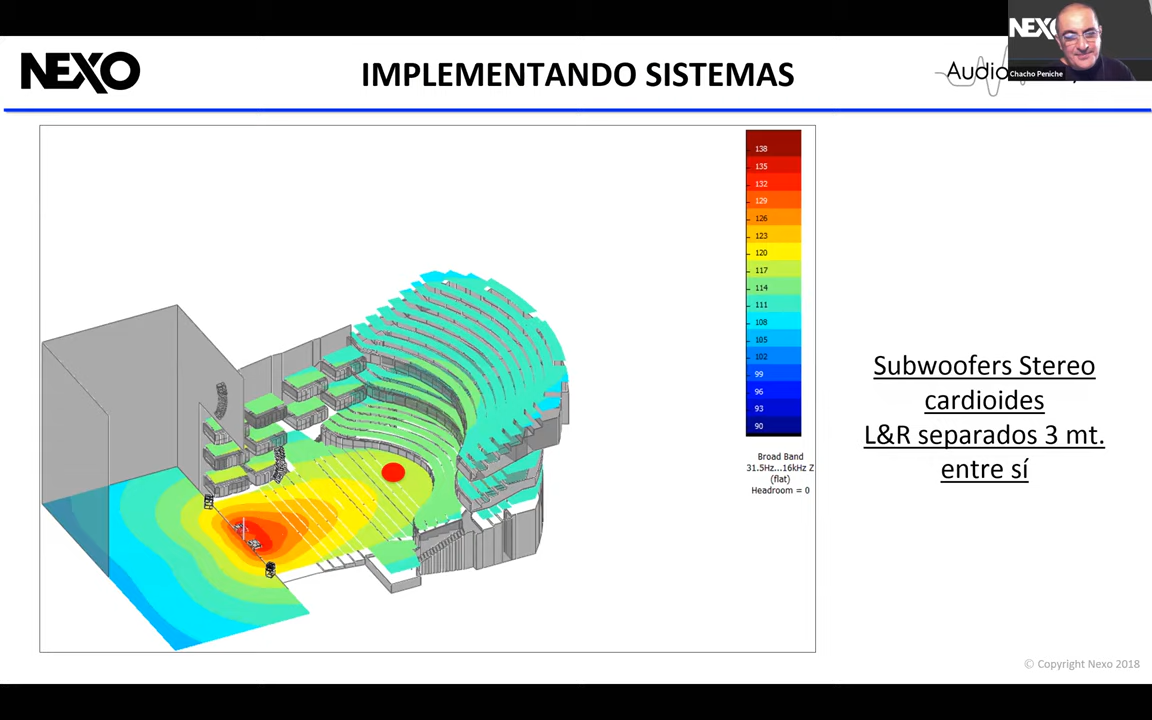 NEXO
IMPLEMENTANDO SISTEMAS
Audio
NEXO
Chacho Peniche
138
135
132
129
126
123
120
117
114
111
108
105
102
99
96
93
90
Broad Band
31.5Hz...16kHz Z
(flat)
Headroom = 0
Subwoofers Stereo
cardioides
L&R separados 3 mt.
entre sí
© Copyright Nexo 2018